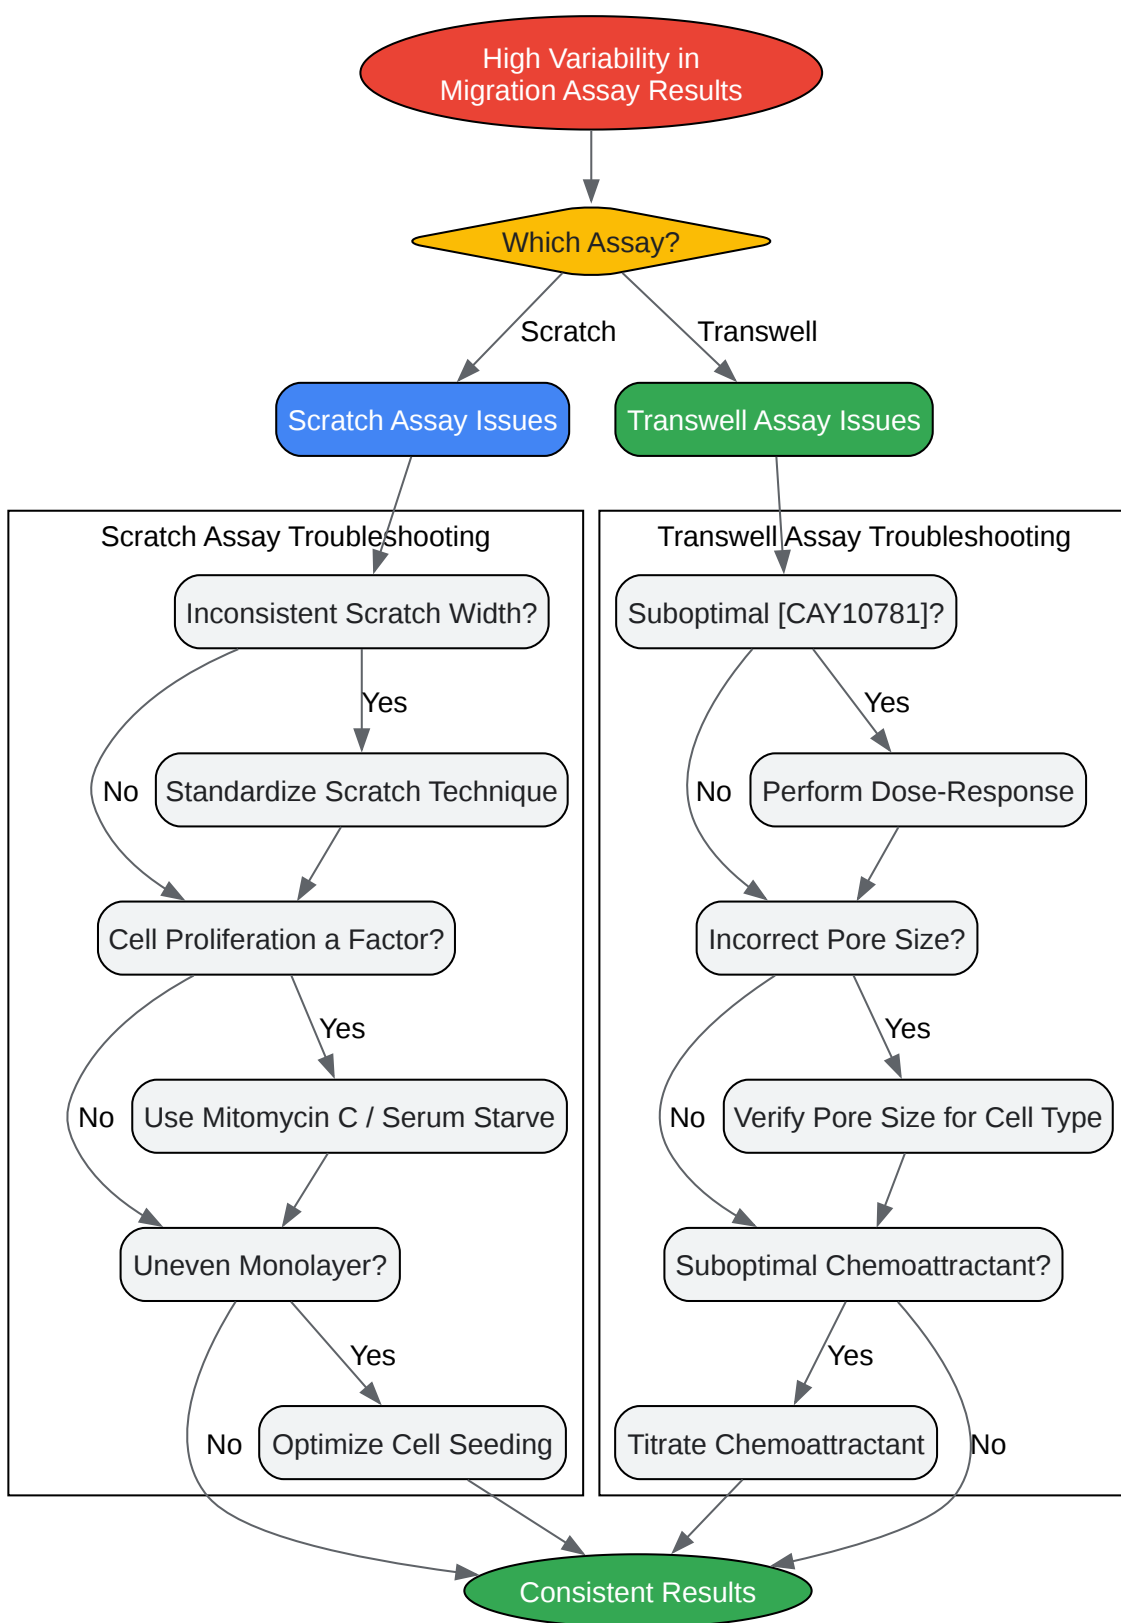 High Variability in
Migration Assay Results
Which Assay?
Scratch
Transwell
Scratch Assay Issues
Transwell Assay Issues
Scratch Assay Troubleshooting
Inconsistent Scratch Width?
Yes
No
Standardize Scratch Technique
Cell Proliferation a Factor?
Yes
No
Use Mitomycin C / Serum Starve
Uneven Monolayer?
Yes
No
Optimize Cell Seeding
Transwell Assay Troubleshooting
Suboptimal [CAY10781]?
Yes
No
Perform Dose-Response
Incorrect Pore Size?
Yes
No
Verify Pore Size for Cell Type
Suboptimal Chemoattractant?
Yes
Titrate Chemoattractant
No
Consistent Results